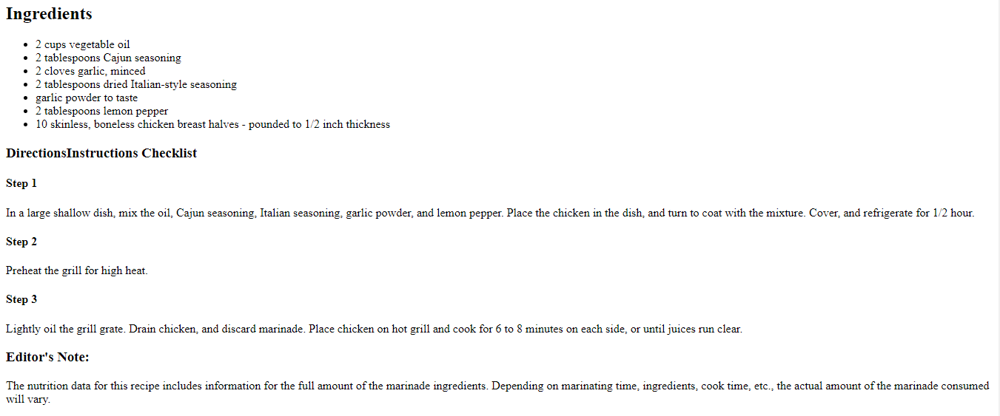 Ingredients
2 cups vegetable oil
2 tablespoons Cajun seasoning
2 cloves garlic, minced
2 tablespoons dried Italian-style seasoning
garlic powder to taste
2 tablespoons lemon pepper
10 skinless, boneless chicken breast halves - pounded to 1/2 inch thickness
DirectionsInstructions Checklist
Step 1
In a large shallow dish, mix the oil, Cajun seasoning, Italian seasoning, garlic powder, and lemon pepper. Place the chicken in the dish, and turn to coat with the mixture. Cover, and refrigerate for 1/2 hour.
Step 2
Preheat the grill for high heat.
Step 3
Lightly oil the grill grate. Drain chicken, and discard marinade. Place chicken on hot grill and cook for 6 to 8 minutes on each side, or until juices run clear.
Editor's Note:
The nutrition data for this recipe includes information for the full amount of the marinade ingredients. Depending on marinating time, ingredients, cook time, etc., the actual amount of the marinade consumed
will vary.